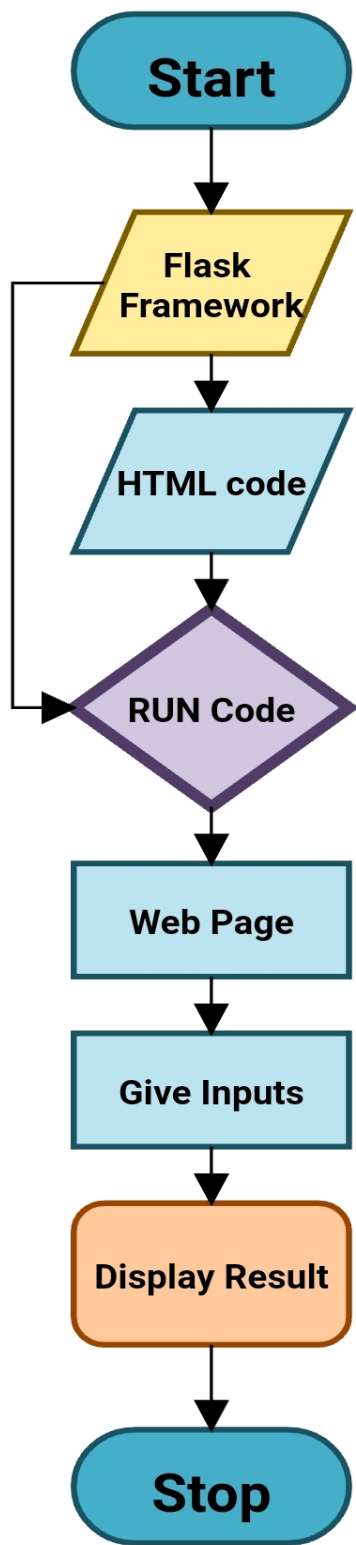 Start
Flask
Framework
HTML code
RUN Code
Web Page
Give Inputs
Display Result
Stop